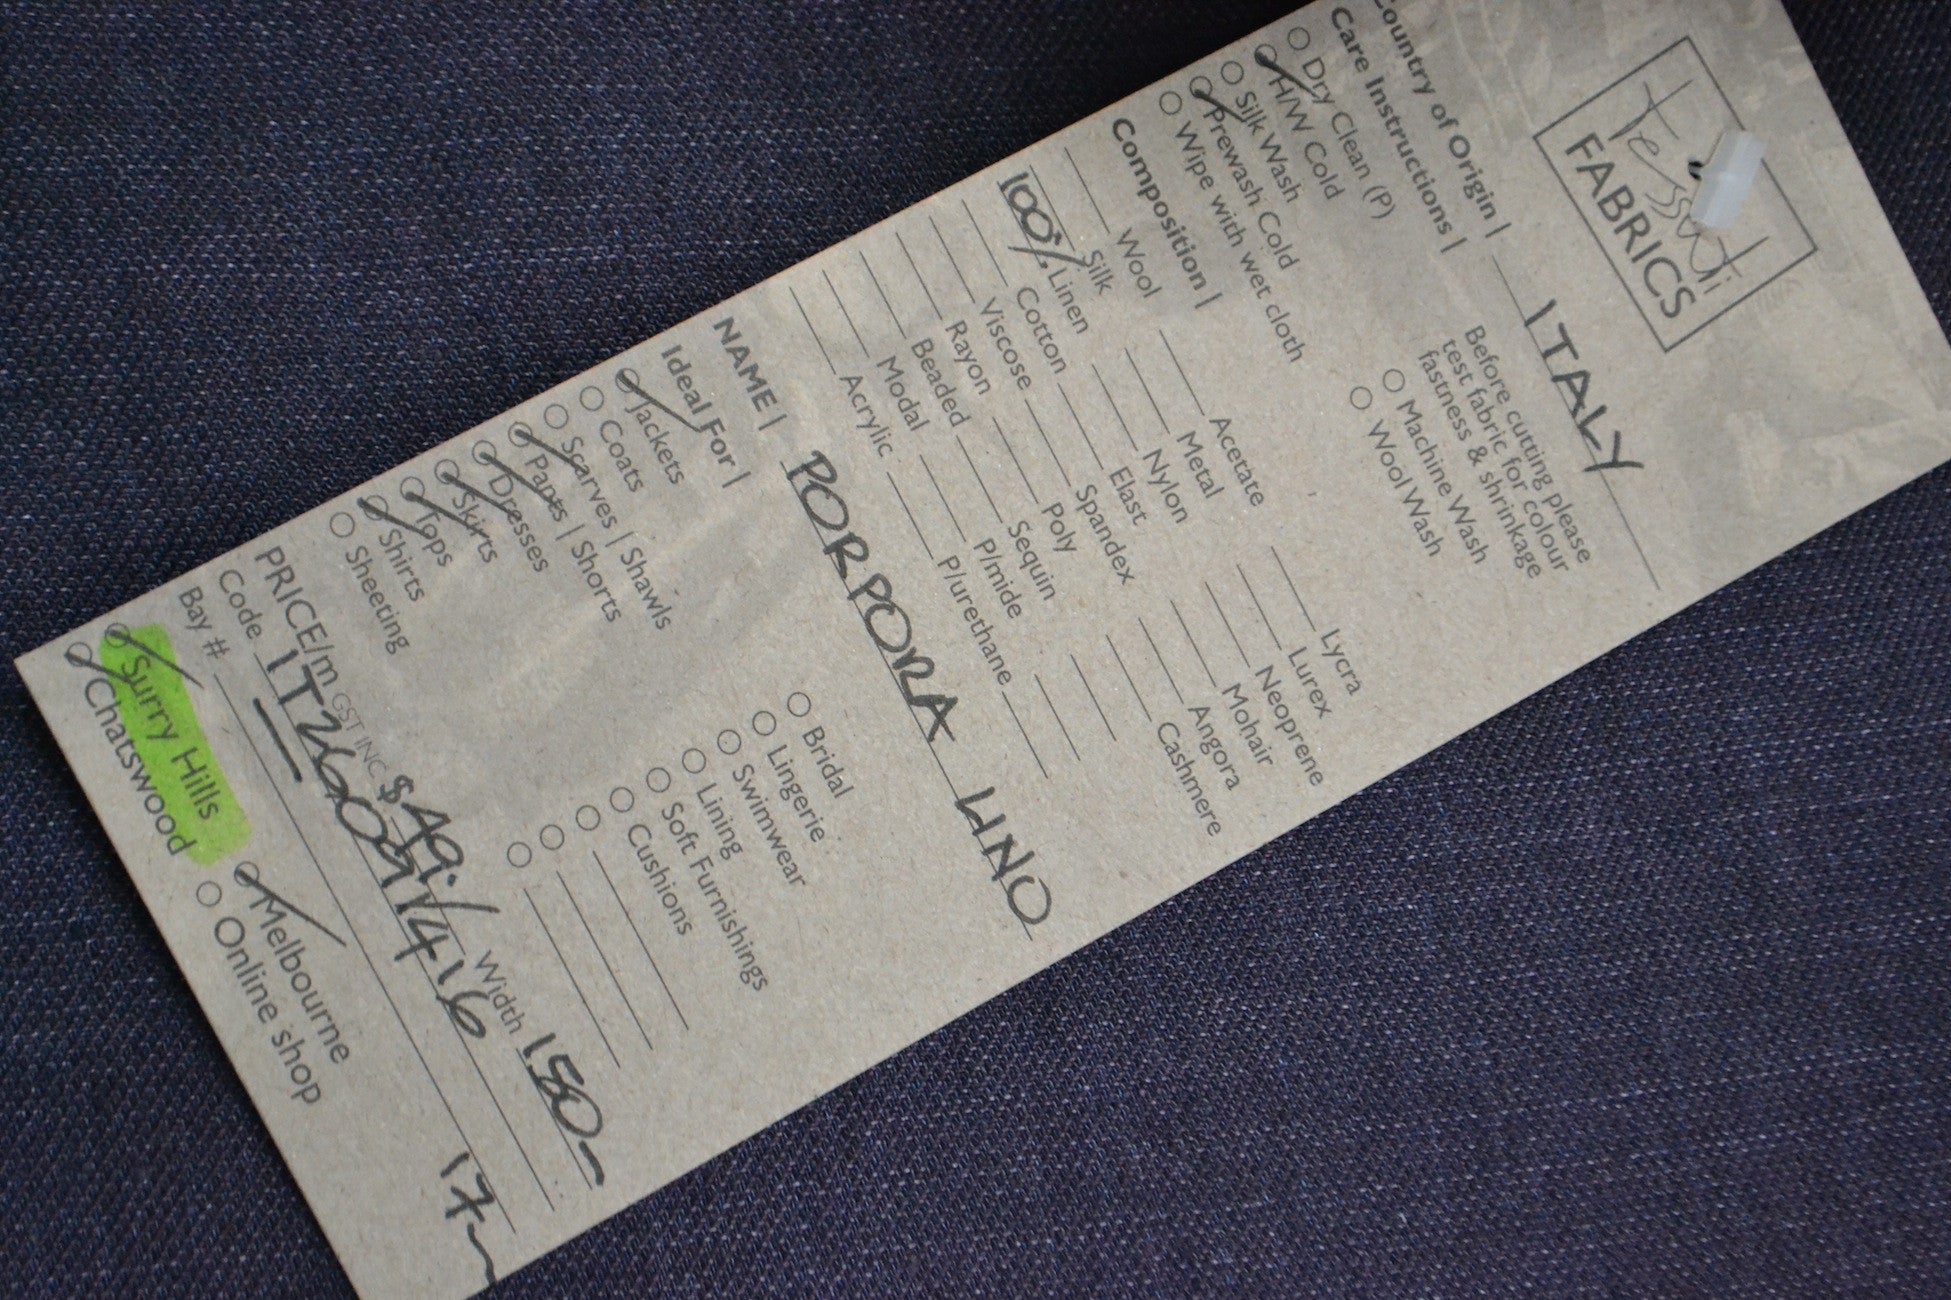 Tessuti
FABRICS
Country of Origin | ITALY
Care Instructions |
Before cutting please
test fabric for colour
fastness & shrinkage
Dry Clean (P)
H/W Cold
Silk Wash
Prewash Cold
Wipe with wet cloth
Machine Wash
Wool Wash
Composition |
Wool Acetate Lycra
Silk Metal Lurex
100% Linen Nylon Neoprene
Cotton Elast Mohair
Viscose Spandex Angora
Rayon Poly Cashmere
Beaded Sequin
Modal P/mide
Acrylic P/urethane
NAME | PORPORA LINO
Ideal For |
Jackets Bridal
Coats Lingerie
Scarves | Shawls Swimwear
Pants | Shorts Lining
Dresses Soft Furnishings
Skirts Cushions
Tops
Shirts
Sheeting
PRICE/m GST INC $49./ Width 150-
Code 1T260914.16
Bay # 17~
Surry Hills Melbourne
Chatswood Online shop